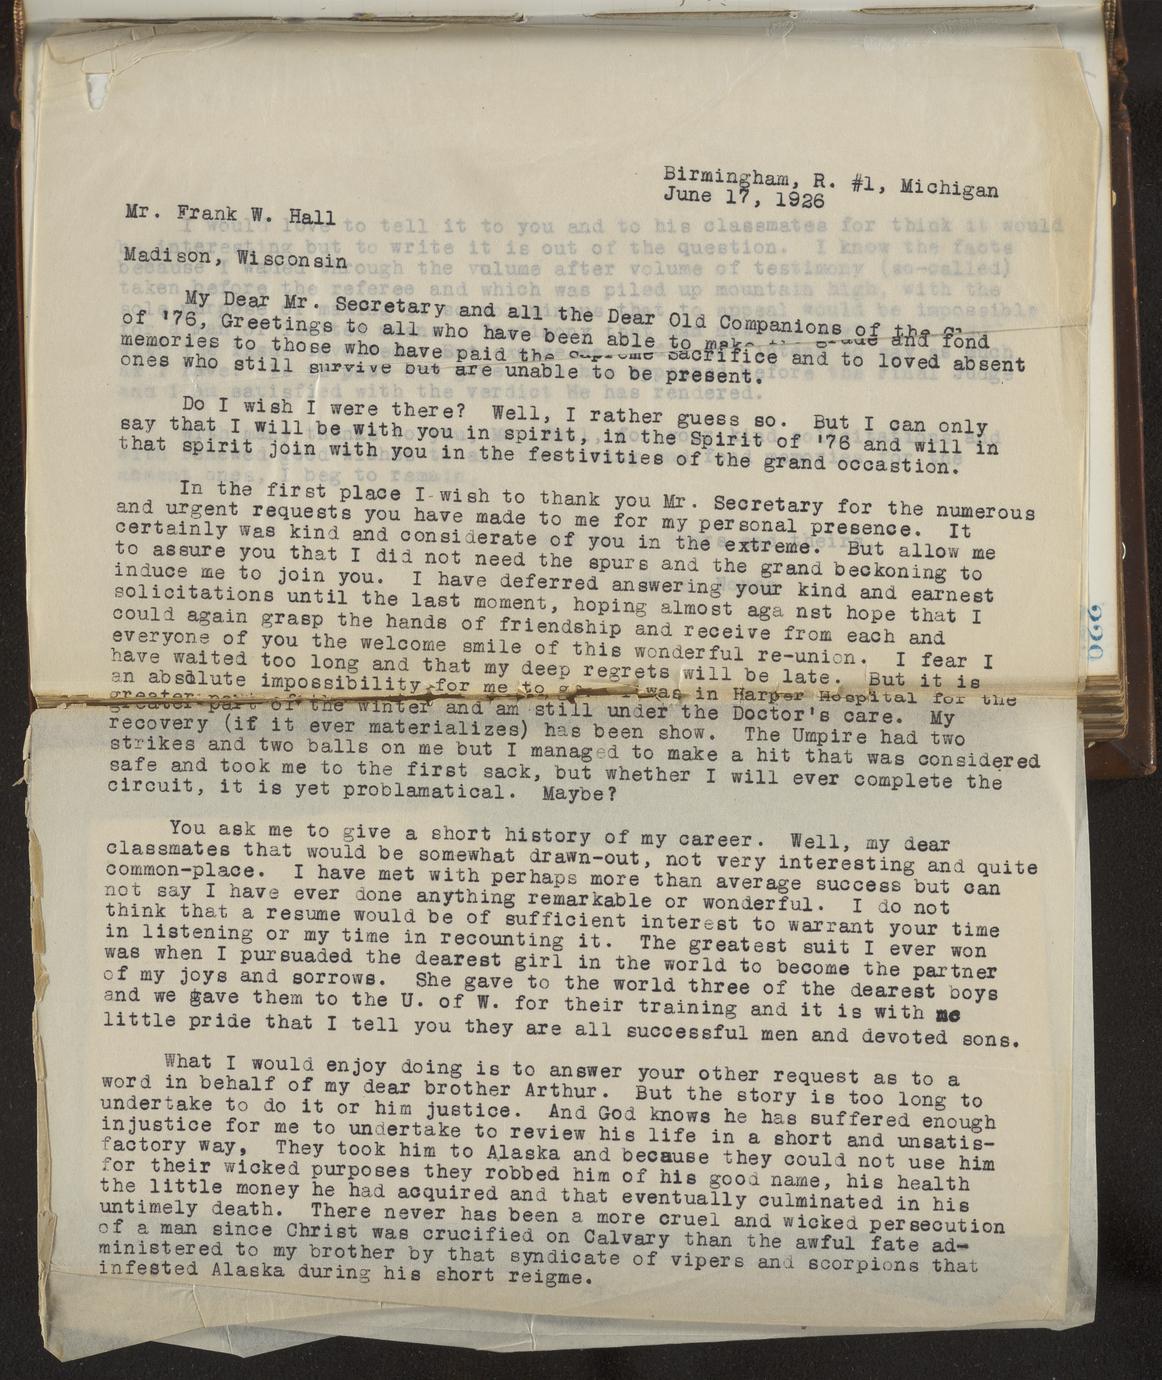 Birmingham, R. #1, Michigan
June 17, 1926
Mr. Frank W. Hall
Madison, Wisconsin
My Dear Mr. Secretary and all the Dear Old Companions of the
of '76, Greetings to all who have been able to make the grade and fond
memories to those who have paid the supreme sacrifice and to loved absent
ones who still survive but are unable to be present.
Do I wish I were there? Well, I rather guess so. But I can only
say that I will be with you in spirit, in the Spirit of '76 and will in
that spirit join with you in the festivities of the grand occastion.
In the first place I wish to thank you Mr. Secretary for the numerous
and urgent requests you have made to me for my personal presence. It
certainly was kind and considerate of you in the extreme. But allow me
to assure you that I did not need the spurs and the grand beckoning to
induce me to join you. I have deferred answering your kind and earnest
solicitations until the last moment, hoping almost aga nst hope that I
could again grasp the hands of friendship and receive from each and
everyone of you the welcome smile of this wonderful re-union. I fear I
have waited too long and that my deep regrets will be late. But it is
an absolute impossibility for me to I was in Harper Hospital for the
greater part of the winter and am still under the Doctor's care. My
recovery (if it ever materializes) has been show. The Umpire had two
strikes and two balls on me but I managed to make a hit that was considered
safe and took me to the first sack, but whether I will ever complete the
circuit, it is yet problamatical. Maybe?
You ask me to give a short history of my career. Well, my dear
classmates that would be somewhat drawn-out, not very interesting and quite
common-place. I have met with perhaps more than average success but can
not say I have ever done anything remarkable or wonderful. I do not
think that a resume would be of sufficient interest to warrant your time
in listening or my time in recounting it. The greatest suit I ever won
was when I pursuaded the dearest girl in the world to become the partner
of my joys and sorrows. She gave to the world three of the dearest boys
and we gave them to the U. of W. for their training and it is with no
little pride that I tell you they are all successful men and devoted sons.
What I would enjoy doing is to answer your other request as to a
word in behalf of my dear brother Arthur. But the story is too long to
undertake to do it or him justice. And God knows he has suffered enough
injustice for me to undertake to review his life in a short and unsatis-
factory way, They took him to Alaska and because they could not use him
for their wicked purposes they robbed him of his good name, his health
the little money he had acquired and that eventually culminated in his
untimely death. There never has been a more cruel and wicked persecution
of a man since Christ was crucified on Calvary than the awful fate ad-
ministered to my brother by that syndicate of vipers and scorpions that
infested Alaska during his short reigme.